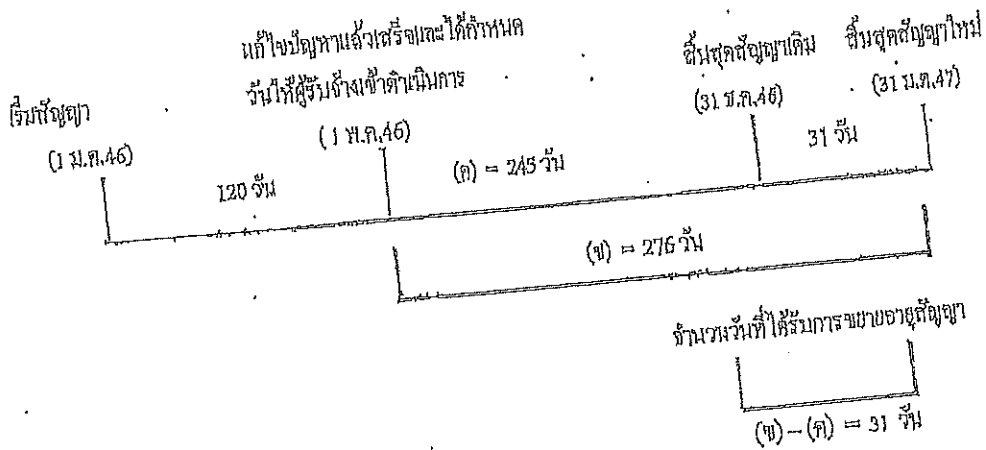 แก้ไขปัญหาแล้วเสร็จและได้กำหนด
วันให้ผู้รับจ้างเข้าดำเนินการ
(1 พ.ค.46)
เริ่มสัญญา
(1 ม.ค.46)
สิ้นสุดสัญญาเดิม
(31 ธ.ค.46)
สิ้นสุดสัญญาใหม่
(31 ม.ค.47)
120 วัน
(ค) = 245 วัน
31 วัน
(ข) = 276 วัน
จำนวนวันที่ได้รับการขยายอายุสัญญา
(ข)-(ค) = 31 วัน